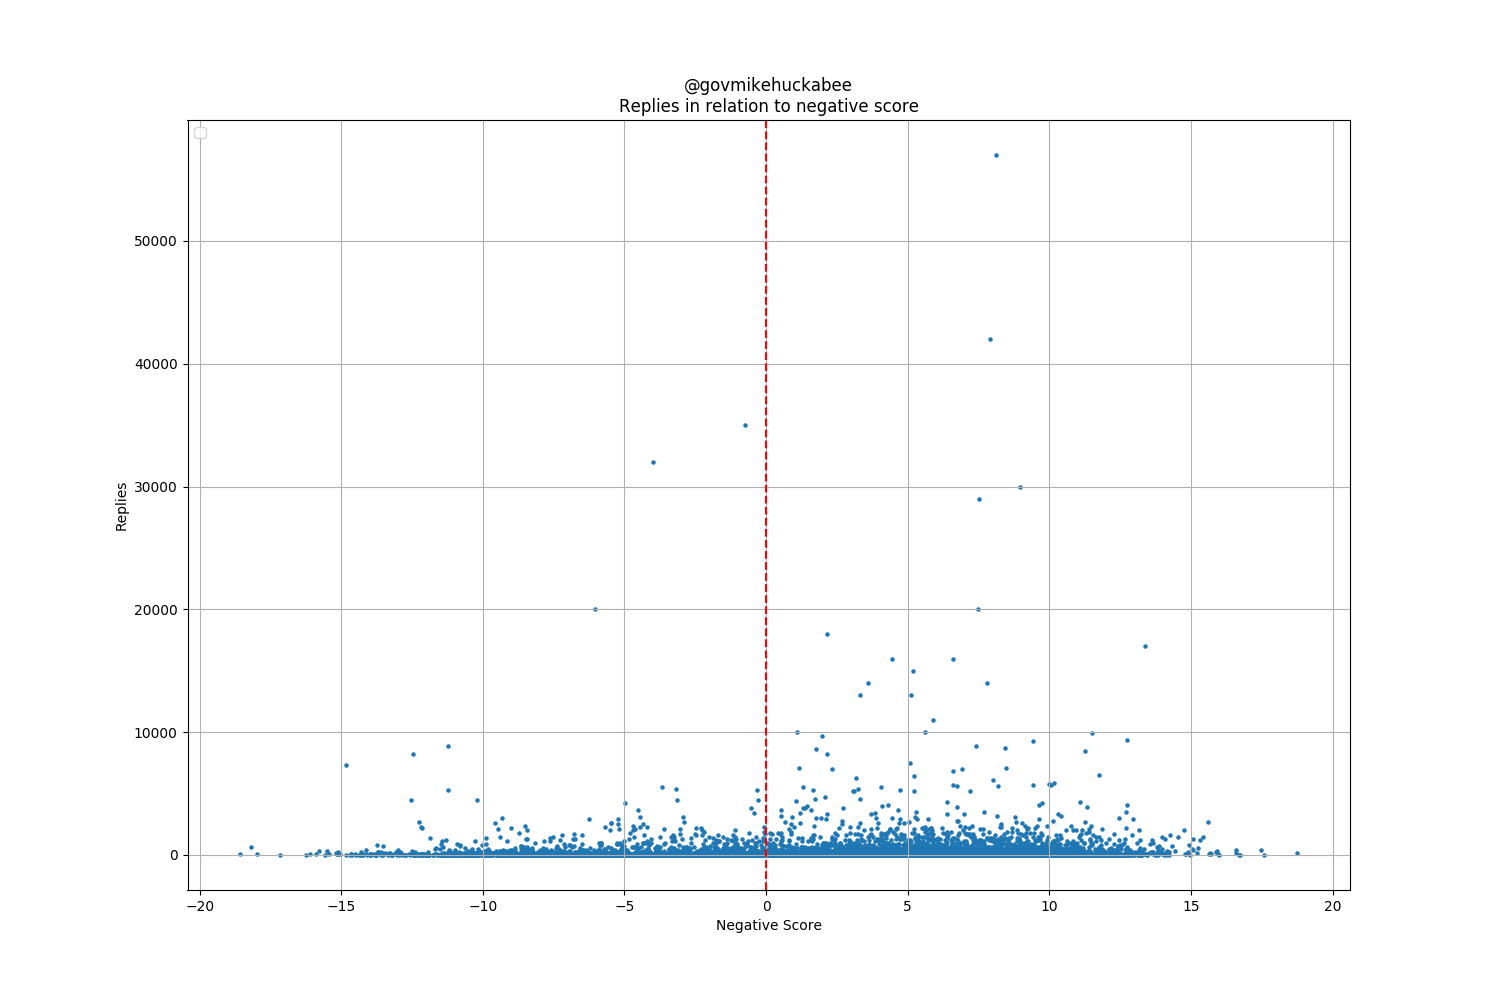 @govmikehuckabee
Replies in relation to negative score
50000
40000
30000
20000
10000
0
Replies
−20 −15 −10 −5 0 5 10 15 20
Negative Score